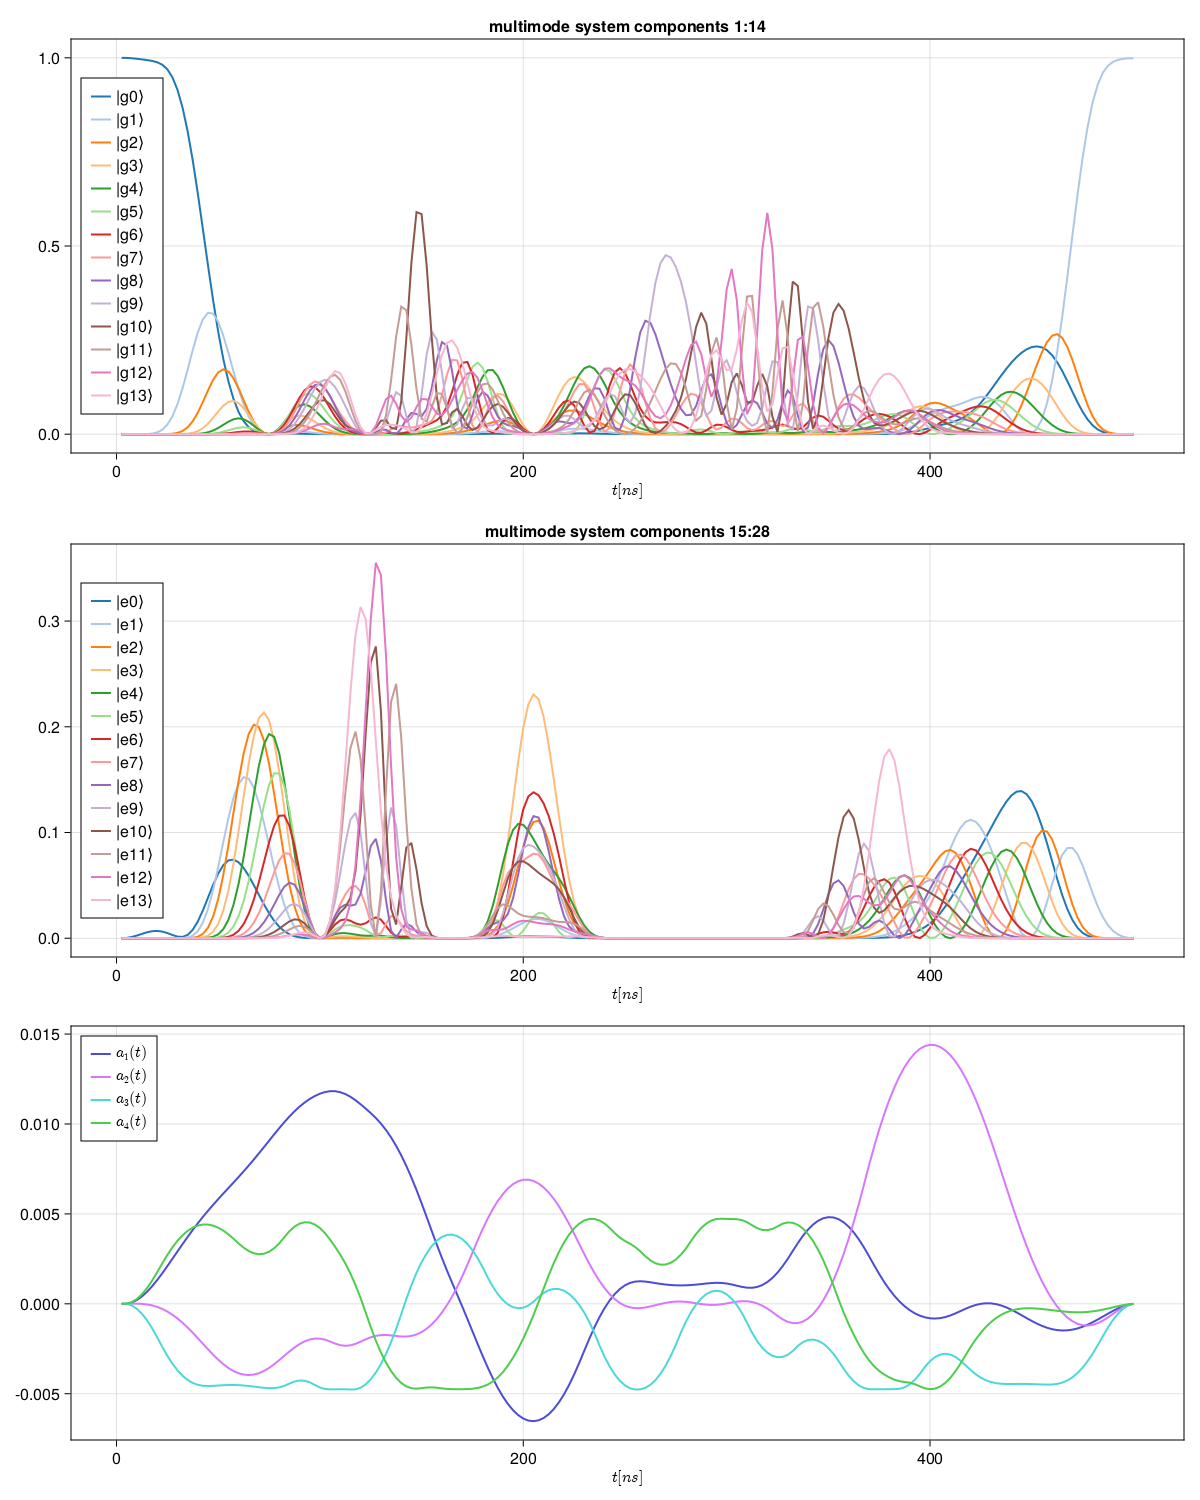 multimode system components 1:14
1.0
0.5
0.0
|g0⟩
|g1⟩
|g2⟩
|g3⟩
|g4⟩
|g5⟩
|g6⟩
|g7⟩
|g8⟩
|g9⟩
|g10⟩
|g11⟩
|g12⟩
|g13⟩
0 200 400
t[ns]
multimode system components 15:28
0.3
0.2
0.1
0.0
|e0⟩
|e1⟩
|e2⟩
|e3⟩
|e4⟩
|e5⟩
|e6⟩
|e7⟩
|e8⟩
|e9⟩
|e10⟩
|e11⟩
|e12⟩
|e13⟩
0 200 400
t[ns]
0.015
0.010
0.005
0.000
-0.005
a₁(t)
a₂(t)
a₃(t)
a₄(t)
0 200 400
t[ns]